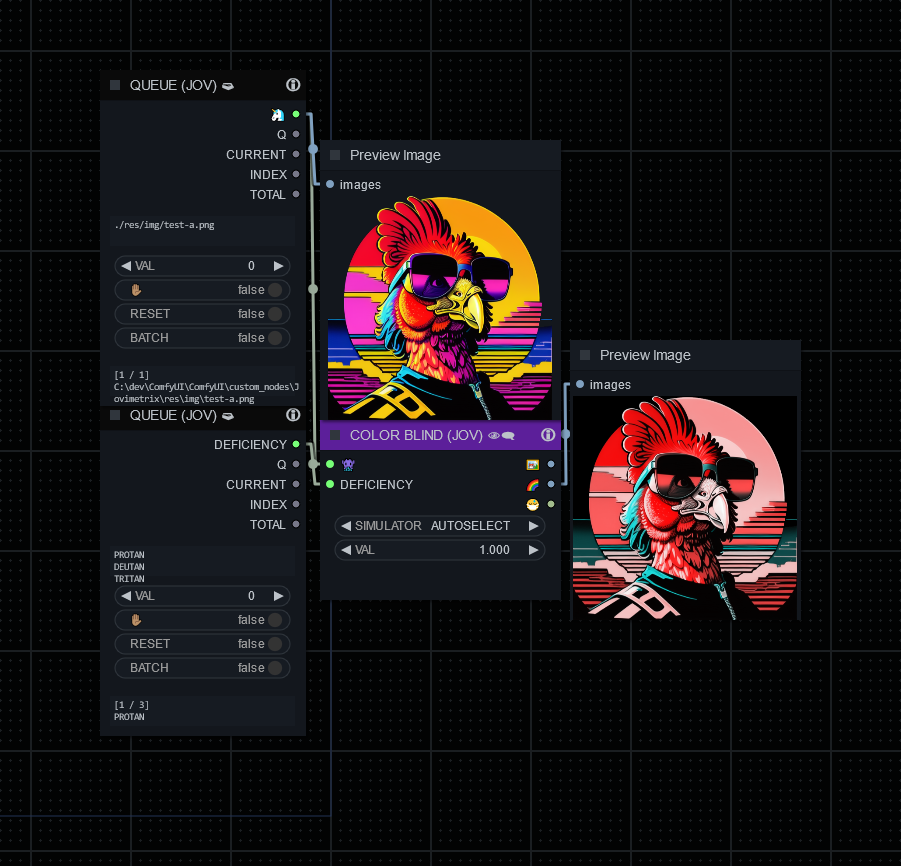 QUEUE (JOV)
Q
CURRENT
INDEX
TOTAL
./res/img/test-a.png
VAL 0
false
RESET false
BATCH false
[1 / 1]
C:\dev\ComfyUI\ComfyUI\custom_nodes\J
ovimetrix\res\img\test-a.png
QUEUE (JOV)
DEFICIENCY
Q
CURRENT
INDEX
TOTAL
PROTAN
DEUTAN
TRITAN
VAL 0
false
RESET false
BATCH false
[1 / 3]
PROTAN
Preview Image
images
COLOR BLIND (JOV)
DEFICIENCY
SIMULATOR AUTOSELECT
VAL 1.000
Preview Image
images